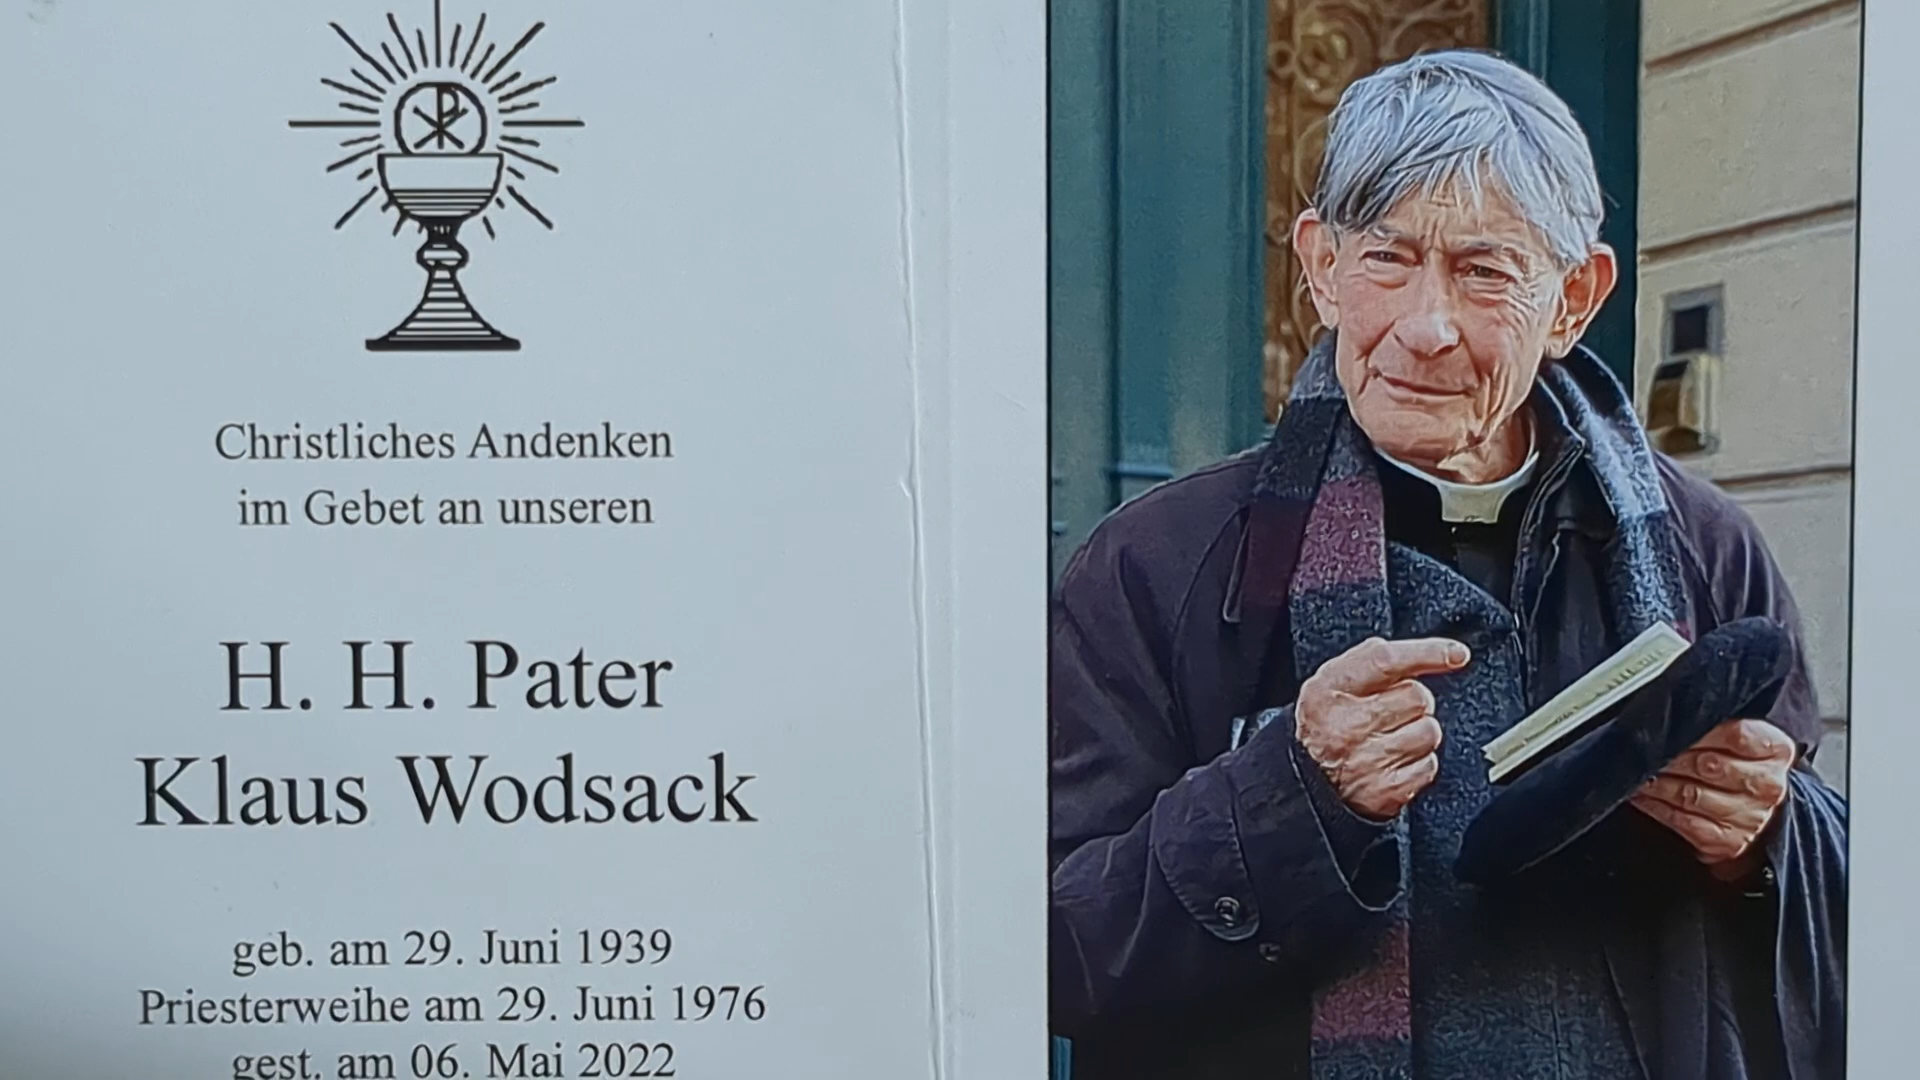 Christliches Andenken
im Gebet an unseren
H. H. Pater
Klaus Wodsack
geb. am 29. Juni 1939
Priesterweihe am 29. Juni 1976
gest. am 06. Mai 2022